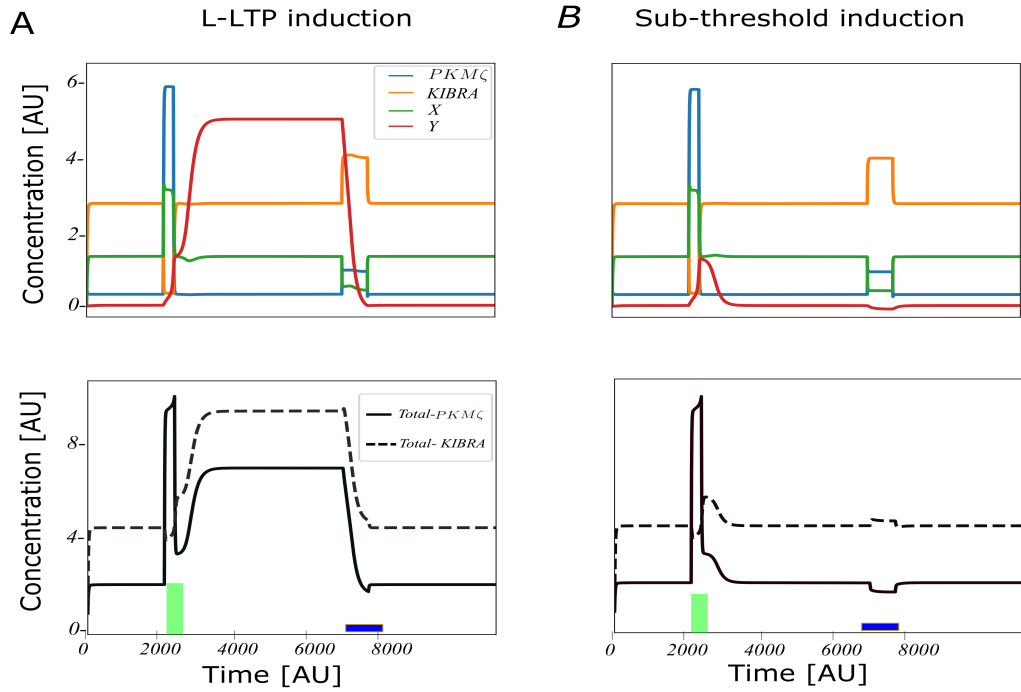 A
L-LTP induction
B
Sub-threshold induction
Concentration [AU]
6
4
2
0
PKMζ
KIBRA
X
Y
Concentration [AU]
8
4
0
Total-PKMζ
Total- KIBRA
0 2000 4000 6000 8000
Time [AU]
0 2000 4000 6000 8000
Time [AU]